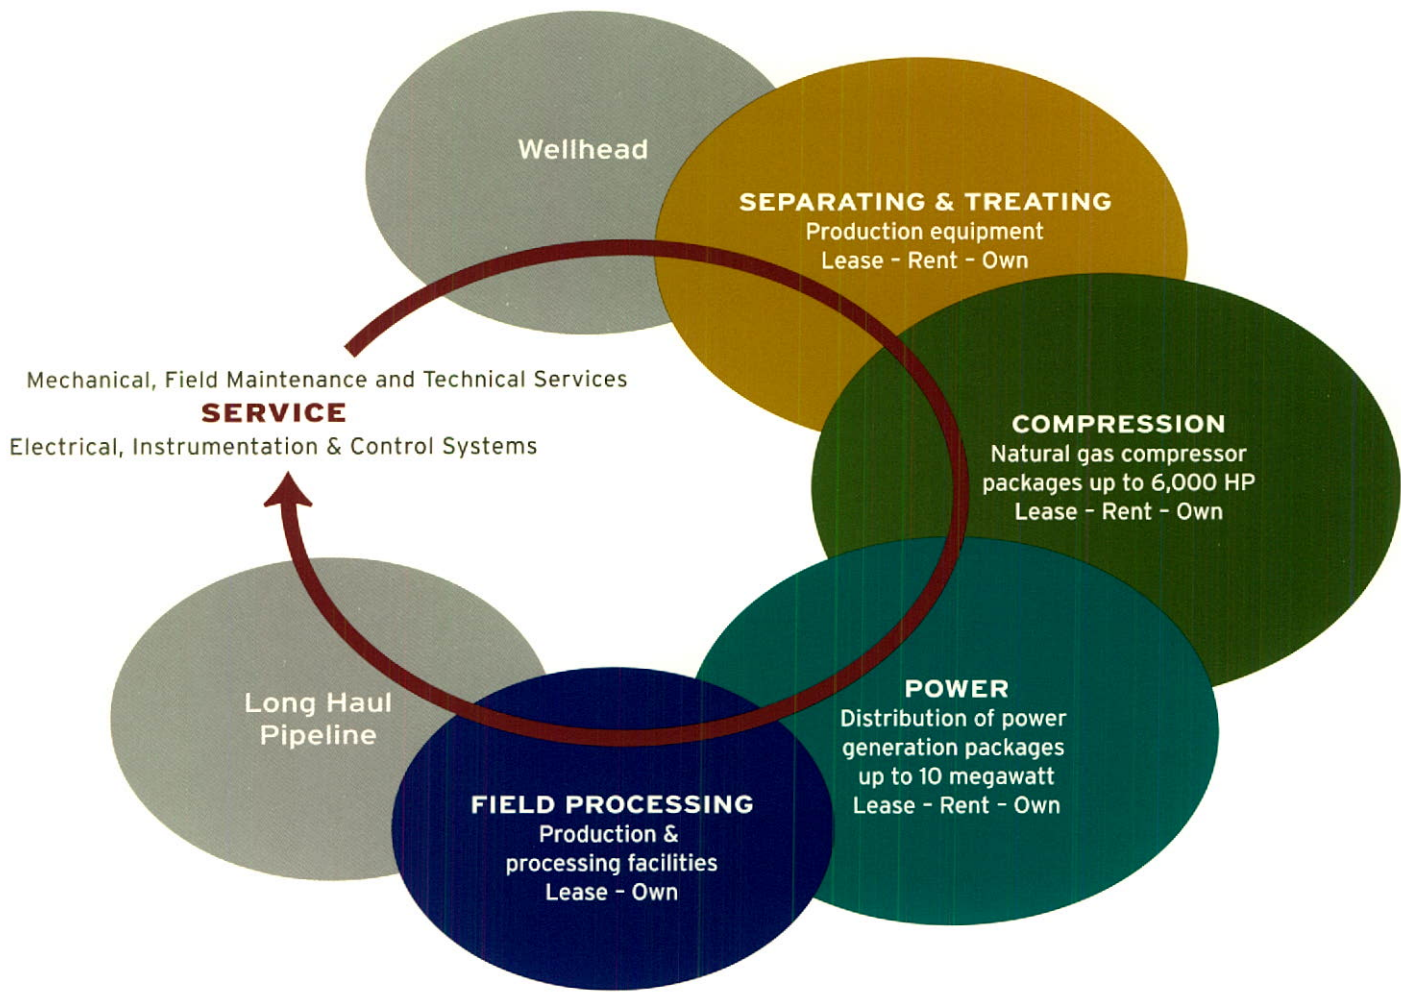 Wellhead
SEPARATING & TREATING
Production equipment
Lease – Rent – Own
Mechanical, Field Maintenance and Technical Services
SERVICE
Electrical, Instrumentation & Control Systems
COMPRESSION
Natural gas compressor
packages up to 6,000 HP
Lease – Rent – Own
POWER
Distribution of power
generation packages
up to 10 megawatt
Lease – Rent – Own
FIELD PROCESSING
Production &
processing facilities
Lease – Own
Long Haul
Pipeline